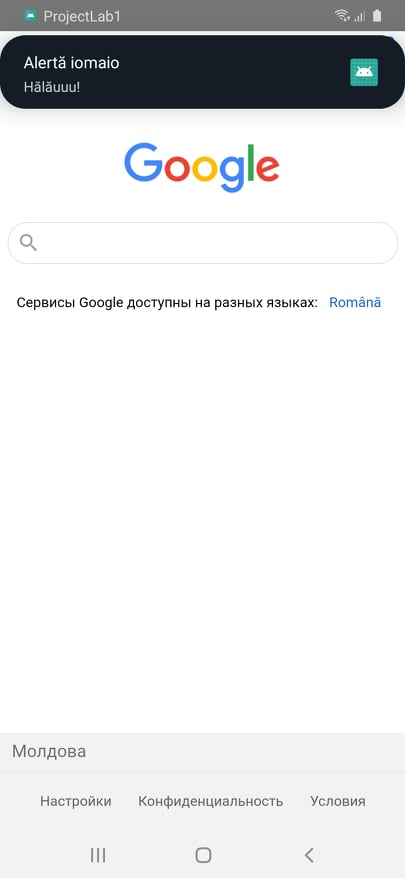 ProjectLab1
Alertă iomaio
Hălăuuu!
Google
Сервисы Google доступны на разных языках: Română
Молдова
Настройки Конфиденциальность Условия